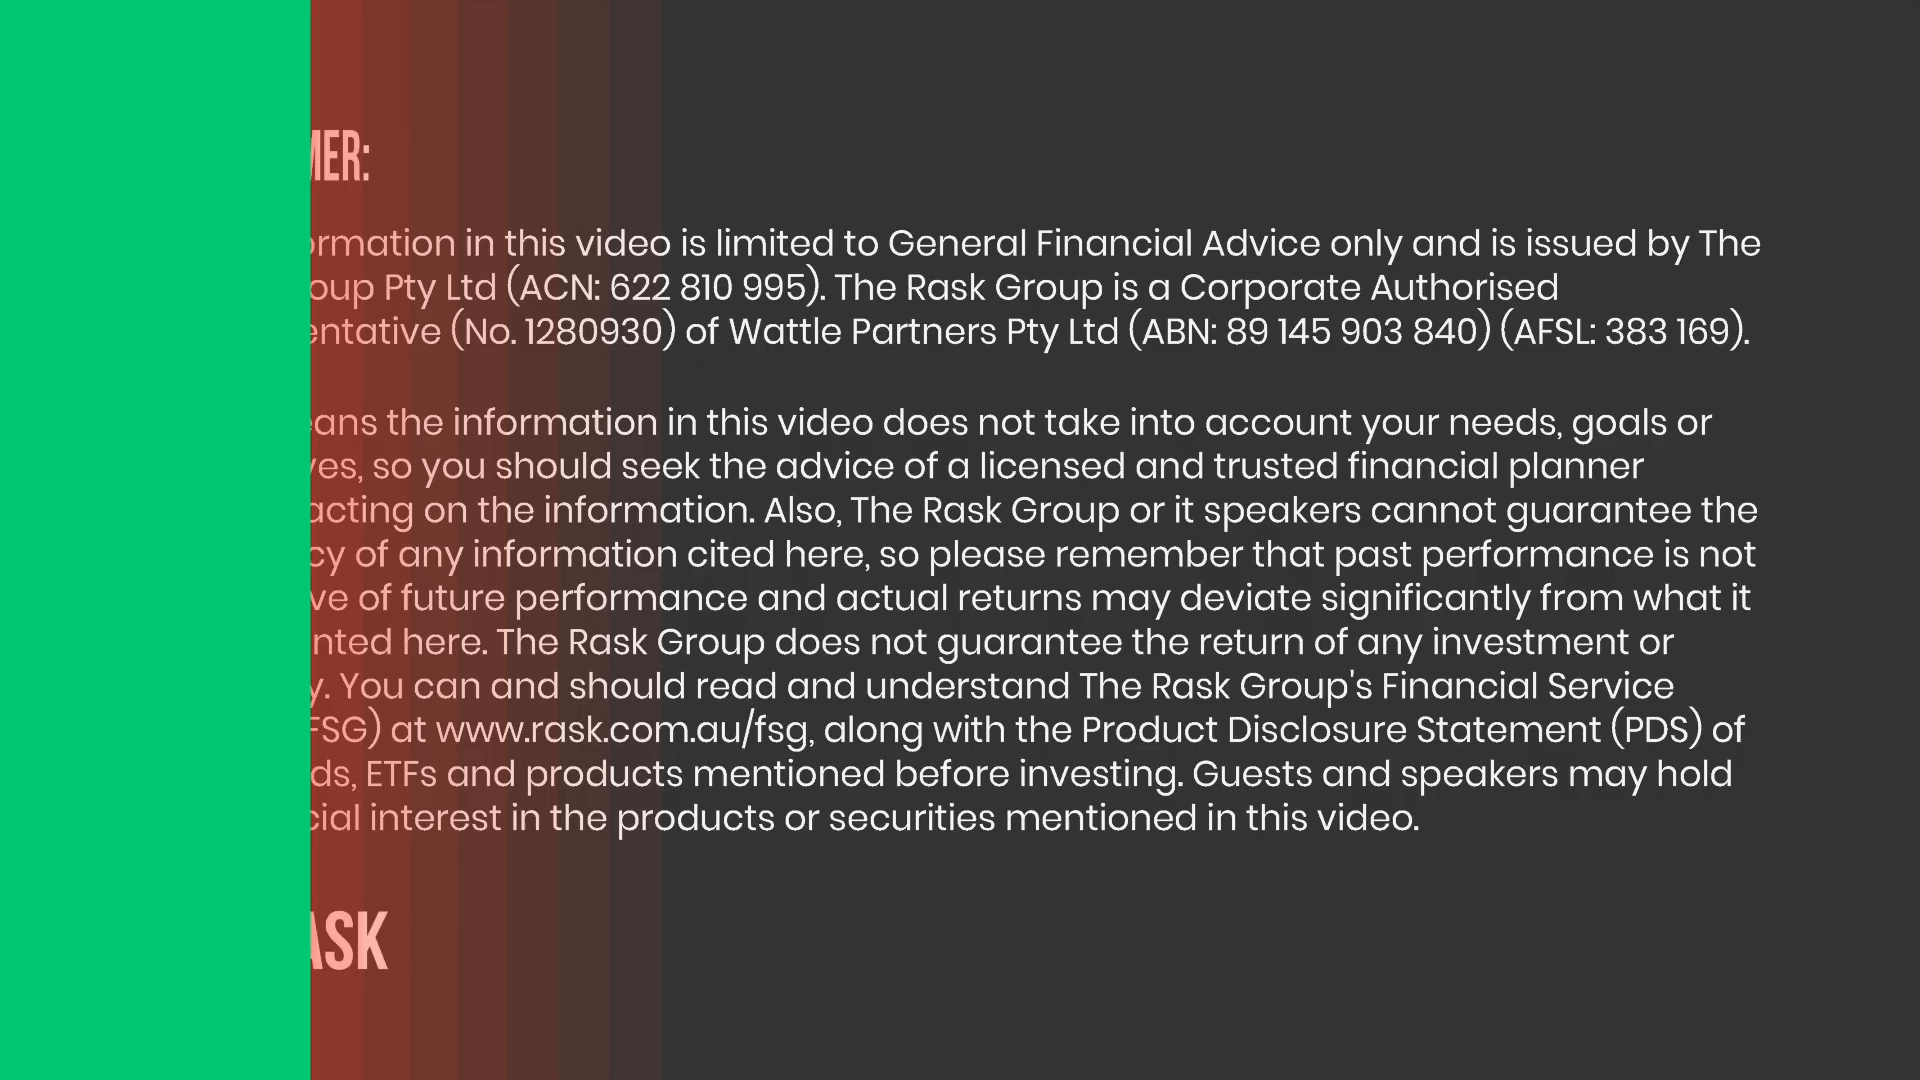 MER:
ormation in this video is limited to General Financial Advice only and is issued by The
oup Pty Ltd (ACN: 622 810 995). The Rask Group is a Corporate Authorised
entative (No. 1280930) of Wattle Partners Pty Ltd (ABN: 89 145 903 840) (AFSL: 383 169).
eans the information in this video does not take into account your needs, goals or
ves, so you should seek the advice of a licensed and trusted financial planner
acting on the information. Also, The Rask Group or it speakers cannot guarantee the
cy of any information cited here, so please remember that past performance is not
ve of future performance and actual returns may deviate significantly from what it
nted here. The Rask Group does not guarantee the return of any investment or
y. You can and should read and understand The Rask Group's Financial Service
FSG) at www.rask.com.au/fsg, along with the Product Disclosure Statement (PDS) of
ds, ETFs and products mentioned before investing. Guests and speakers may hold
cial interest in the products or securities mentioned in this video.
ASK